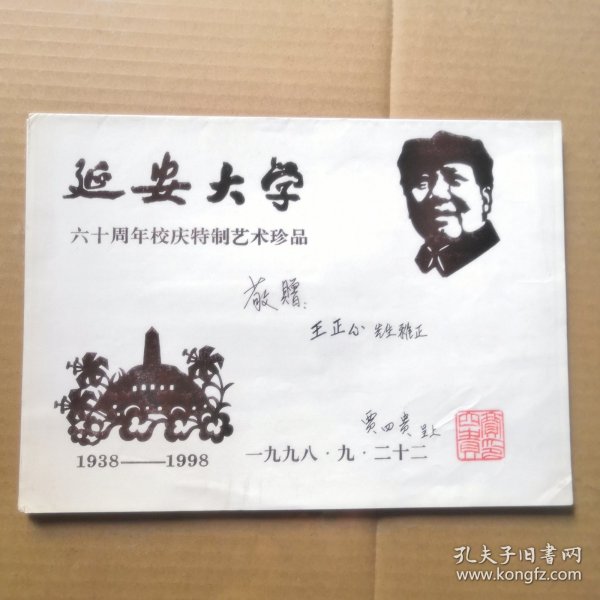 延安大学
六十周年校庆特制艺术珍品
敬赠:
王正心 先生雅正
贾四贵 呈上
1938——1998
一九九八·九·二十二
孔夫子旧书网
www.kongfz.com